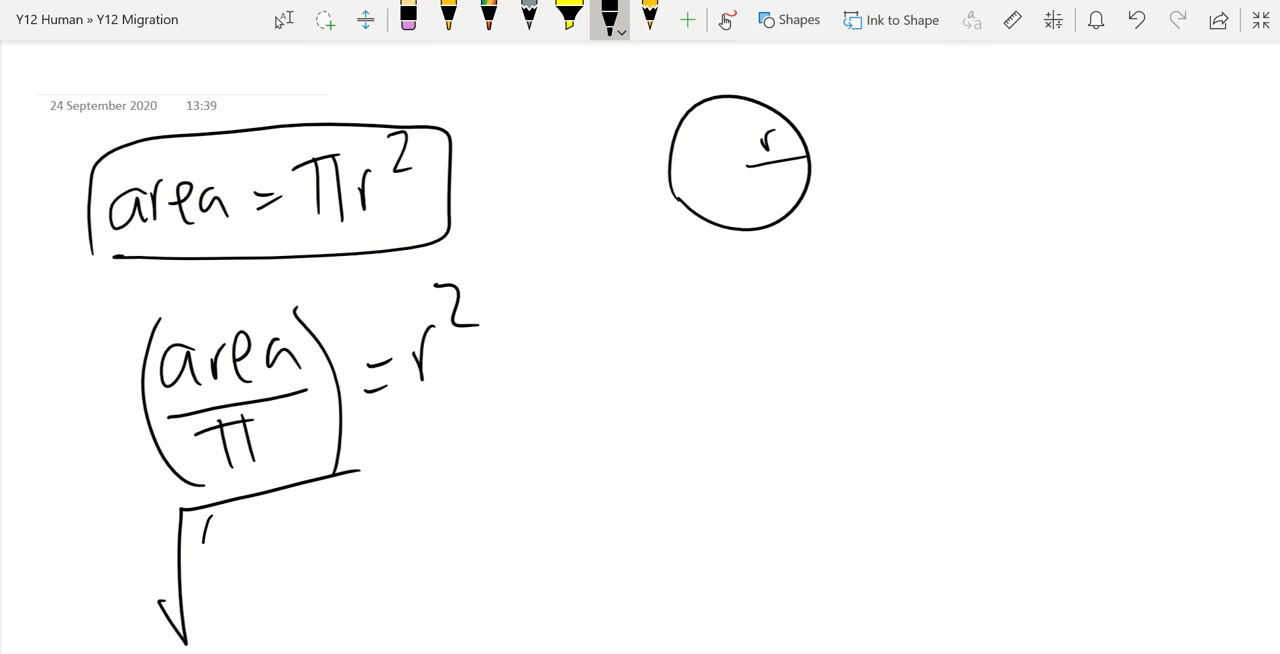 Y12 Human » Y12 Migration
Shapes
Ink to Shape
24 September 2020 13:39
area = πr²
r
(area/π) = r²
√(